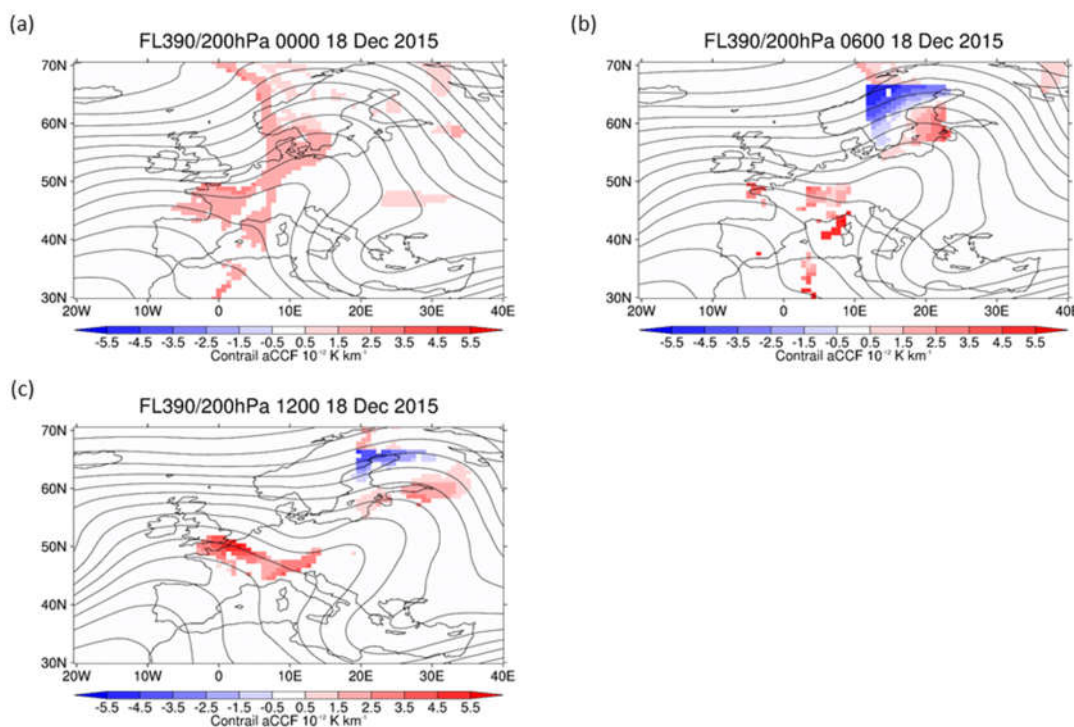 (a)
FL390/200hPa 0000 18 Dec 2015
70N
60N
50N
40N
30N
20W 10W 0 10E 20E 30E 40E
-5.5 -4.5 -3.5 -2.5 -1.5 -0.5 0.5 1.5 2.5 3.5 4.5 5.5
Contrail aCCF 10⁻² K km⁻¹
(b)
FL390/200hPa 0600 18 Dec 2015
70N
60N
50N
40N
30N
20W 10W 0 10E 20E 30E 40E
-5.5 -4.5 -3.5 -2.5 -1.5 -0.5 0.5 1.5 2.5 3.5 4.5 5.5
Contrail aCCF 10⁻² K km⁻¹
(c)
FL390/200hPa 1200 18 Dec 2015
70N
60N
50N
40N
30N
20W 10W 0 10E 20E 30E 40E
-5.5 -4.5 -3.5 -2.5 -1.5 -0.5 0.5 1.5 2.5 3.5 4.5 5.5
Contrail aCCF 10⁻² K km⁻¹